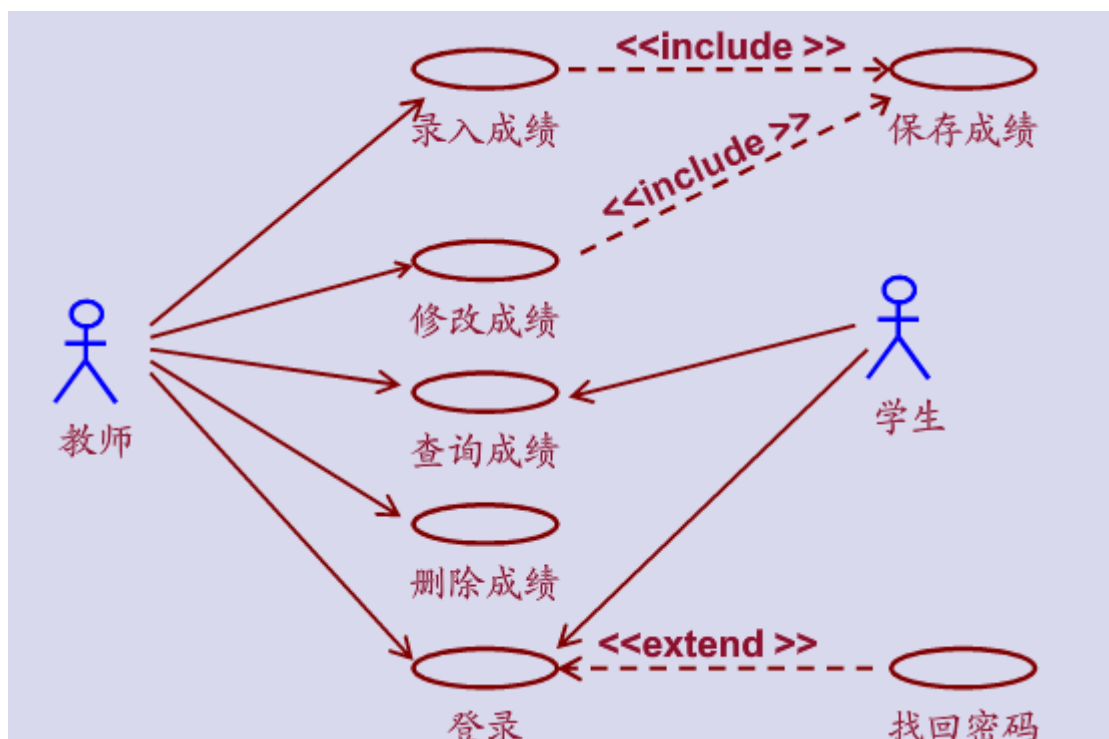 <<include >>
录入成绩
保存成绩
<<include >>
修改成绩
教师
查询成绩
学生
删除成绩
<<extend >>
登录
找回密码